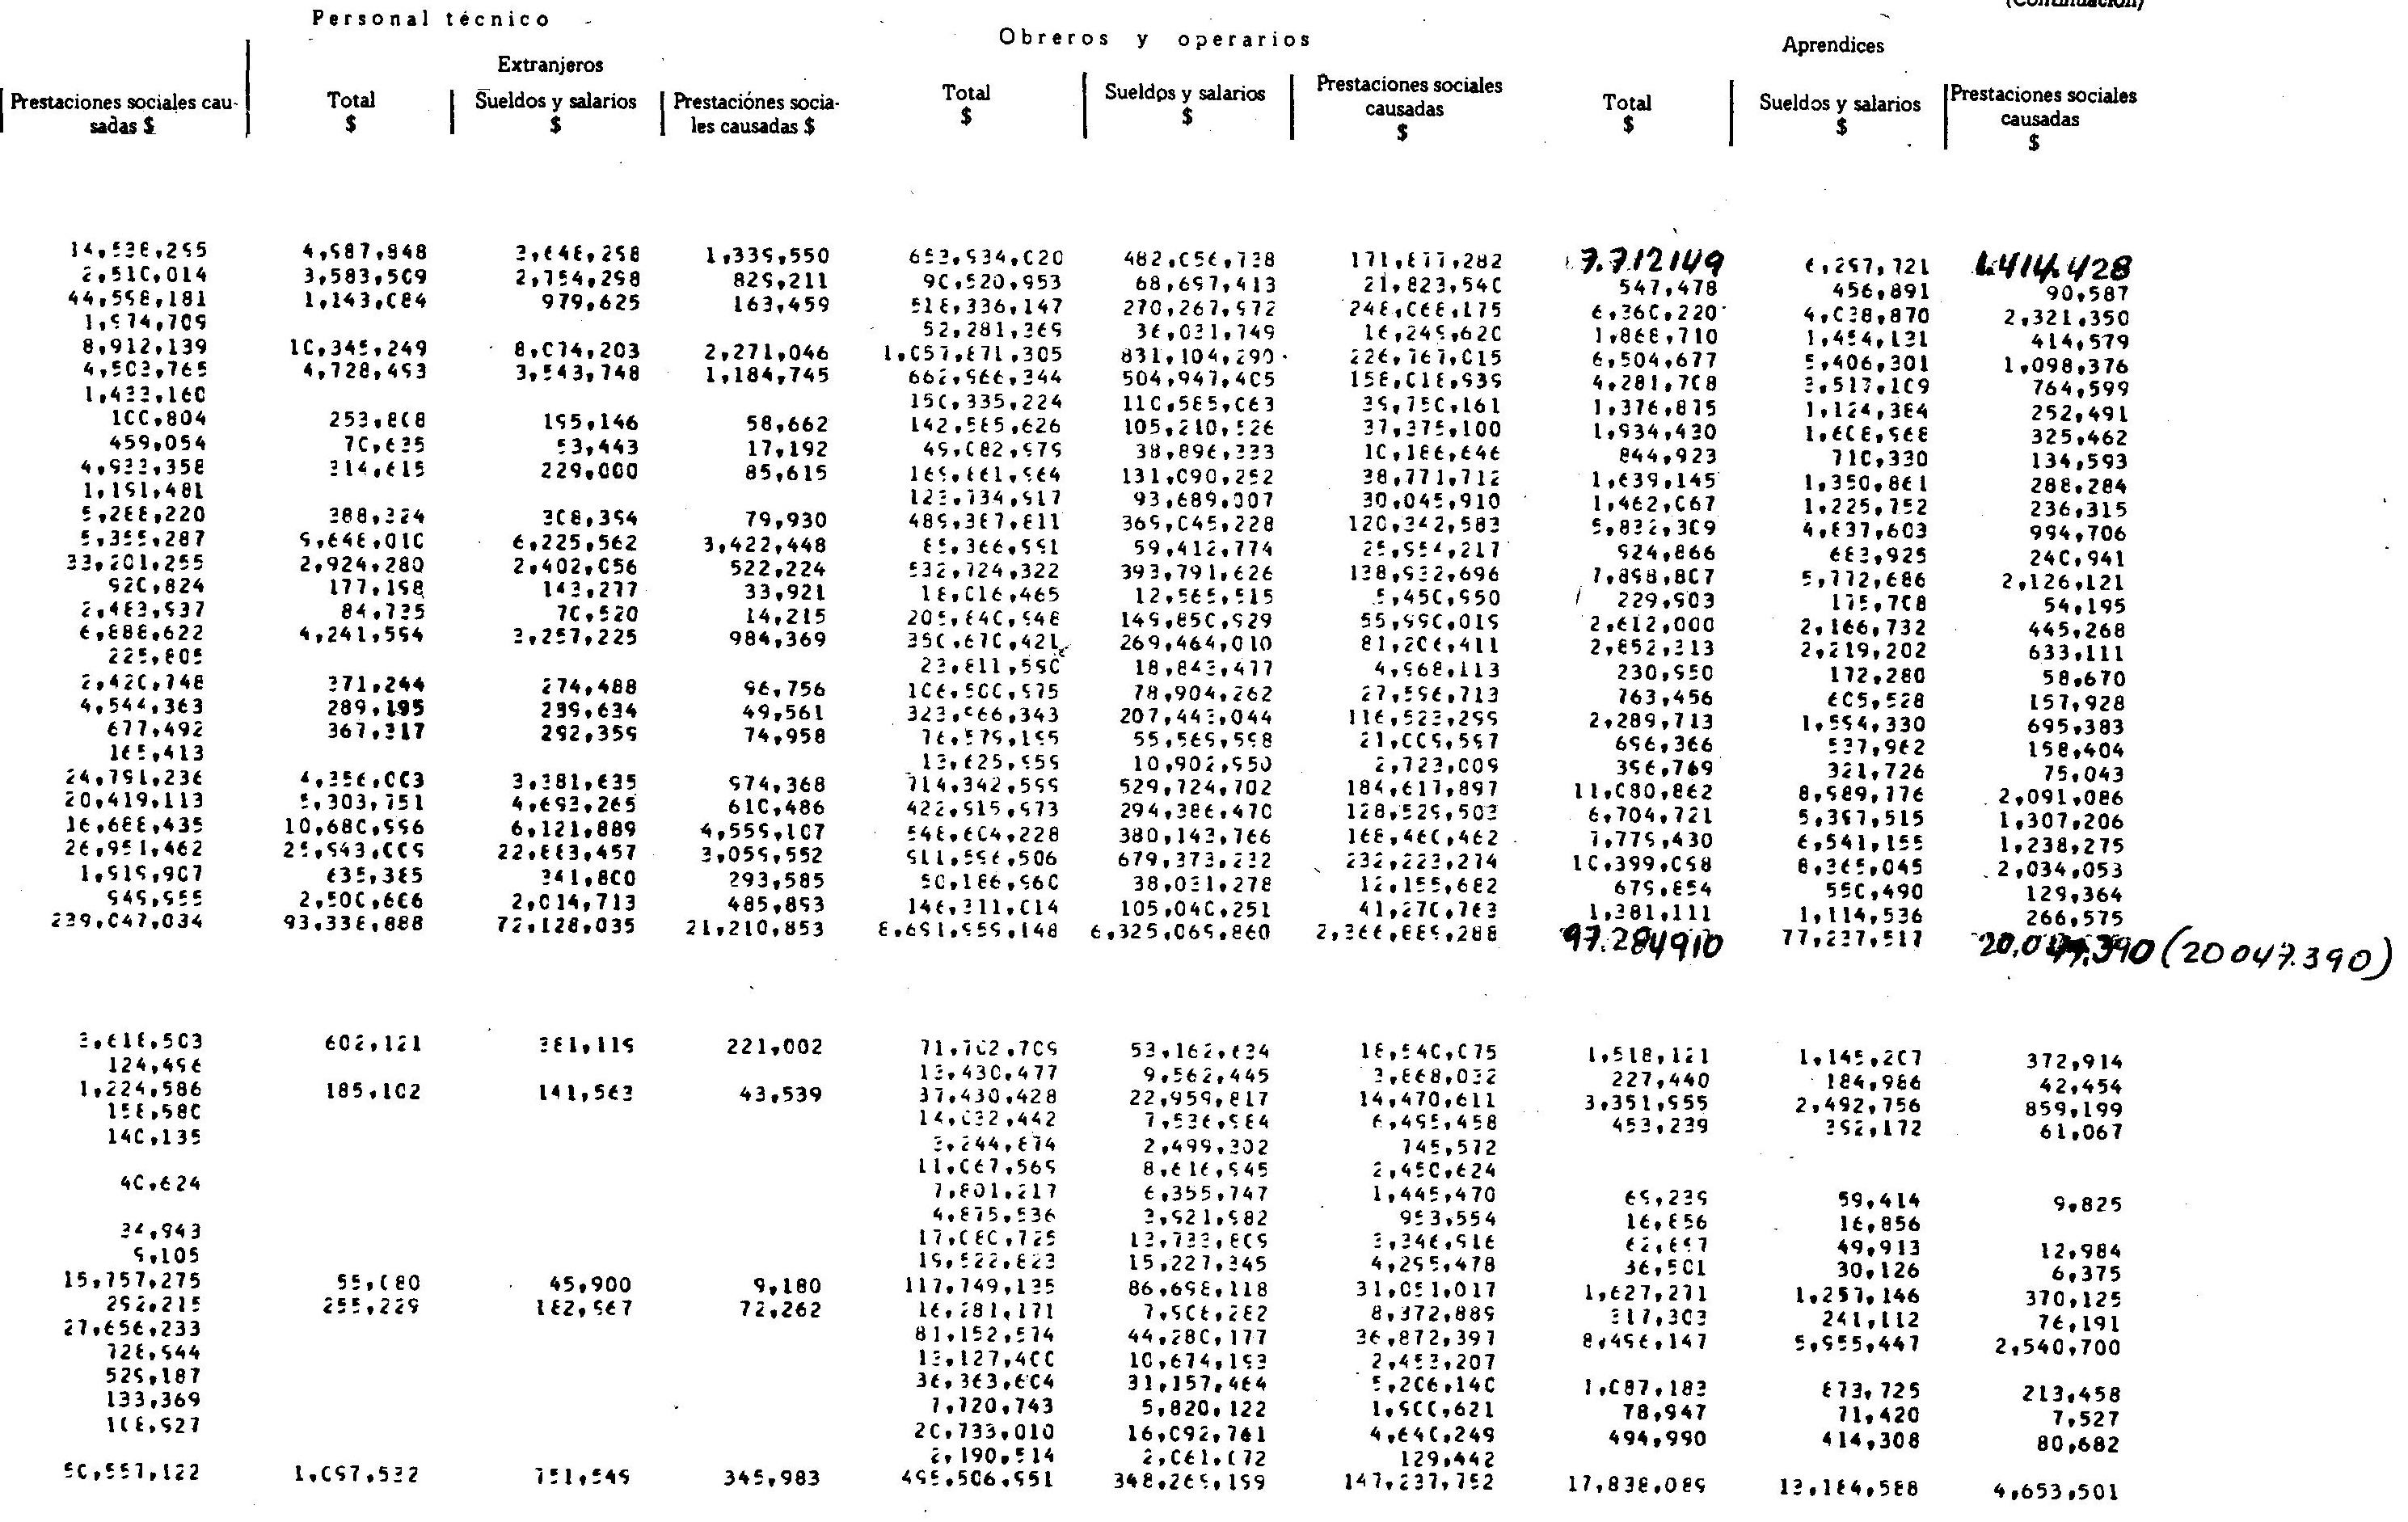 (Continuación)
Personal técnico
Obreros y operarios
Aprendices
Extranjeros
Prestaciones sociales causadas $ Total $ Sueldos y salarios $ Prestaciónes sociales causadas $ Total $ Sueldos y salarios $ Prestaciones sociales causadas $ Total $ Sueldos y salarios $ Prestaciones sociales causadas $
14,538,295 4,987,848 3,648,298 1,339,550 653,934,020 482,056,738 171,877,282 7.712149 6,297,721 1.414.428
2,510,014 3,583,509 2,754,298 829,211 90,520,953 68,697,413 21,823,540 547,478 456,891 90,587
44,598,181 1,143,084 979,625 163,459 518,336,147 270,267,972 248,068,175 6,360,220 4,038,870 2,321,350
1,974,709 52,281,369 36,031,749 16,249,620 1,868,710 1,454,131 414,579
8,912,139 10,345,249 8,074,203 2,271,046 1,057,871,305 831,104,290 226,767,015 6,504,677 5,406,301 1,098,376
4,503,765 4,728,493 3,543,748 1,184,745 662,966,344 504,947,405 158,018,939 4,281,708 3,517,109 764,599
1,433,160 150,335,224 110,585,063 39,750,161 1,376,875 1,124,384 252,491
100,804 253,808 195,146 58,662 142,585,626 105,210,526 37,375,100 1,934,430 1,608,968 325,462
459,054 70,635 53,443 17,192 49,082,979 38,896,333 10,186,646 844,923 710,330 134,593
4,933,358 314,615 229,000 85,615 169,861,964 131,090,252 38,771,712 1,639,145 1,350,861 288,284
1,191,481 123,734,917 93,689,007 30,045,910 1,462,067 1,225,752 236,315
5,288,220 388,324 308,394 79,930 489,387,811 369,045,228 120,342,583 5,832,309 4,837,603 994,706
5,355,287 9,648,010 6,225,562 3,422,448 85,366,991 59,412,774 25,954,217 924,866 683,925 240,941
33,201,255 2,924,280 2,402,056 522,224 532,724,322 393,791,626 138,932,696 7,898,807 5,772,686 2,126,121
920,824 177,198 143,277 33,921 18,016,465 12,565,515 5,450,950 229,903 175,708 54,195
2,483,937 84,735 70,520 14,215 205,840,948 149,850,929 55,990,019 2,612,000 2,166,732 445,268
6,888,622 4,241,594 3,257,225 984,369 350,670,421 269,464,010 81,206,411 2,852,313 2,219,202 633,111
225,805 23,811,590 18,843,477 4,968,113 230,950 172,280 58,670
2,420,748 371,244 274,488 96,756 106,500,975 78,904,262 27,596,713 763,456 605,528 157,928
4,544,363 289,195 239,634 49,561 323,966,343 207,443,044 116,523,299 2,289,713 1,594,330 695,383
677,492 367,317 292,359 74,958 76,579,195 55,569,598 21,009,597 696,366 537,962 158,404
165,413 13,625,959 10,902,950 2,723,009 396,769 321,726 75,043
24,791,236 4,356,003 3,381,635 974,368 714,342,599 529,724,702 184,617,897 11,080,862 8,989,776 2,091,086
20,419,113 5,303,751 4,693,265 610,486 422,915,973 294,386,470 128,529,503 6,704,721 5,397,515 1,307,206
16,688,435 10,680,996 6,121,889 4,559,107 548,604,228 380,143,766 168,460,462 7,779,430 6,541,155 1,238,275
26,951,462 25,943,009 22,883,457 3,059,552 911,596,506 679,373,232 232,223,274 10,399,098 8,365,045 2,034,053
1,919,907 635,385 341,800 293,585 50,186,960 38,031,278 12,155,682 679,854 550,490 129,364
949,955 2,500,606 2,014,713 485,893 146,311,014 105,040,251 41,270,763 1,381,111 1,114,536 266,575
239,047,034 93,338,888 72,128,035 21,210,853 8,691,959,148 6,325,069,860 2,366,889,288 97.284910 77,237,517 20.047.390 (20047.390)
3,618,503 602,121 381,119 221,002 71,702,709 53,162,634 18,540,075 1,518,121 1,145,207 372,914
124,496 13,430,477 9,562,445 3,868,032 227,440 184,986 42,454
1,224,586 185,102 141,563 43,539 37,430,428 22,959,817 14,470,611 3,351,955 2,492,756 859,199
158,580 14,032,442 7,536,984 6,495,458 453,239 392,172 61,067
140,135 3,244,874 2,499,302 745,572
11,067,569 8,616,945 2,450,624
40,624 7,801,217 6,355,747 1,445,470 69,239 59,414 9,825
4,875,536 3,921,982 953,554 16,856 16,856
34,943 17,080,725 13,733,809 3,346,916 62,897 49,913 12,984
9,105 19,522,823 15,227,345 4,295,478 36,501 30,126 6,375
15,757,275 55,080 45,900 9,180 117,749,135 86,698,118 31,051,017 1,627,271 1,257,146 370,125
292,215 255,229 182,967 72,262 16,281,171 7,908,282 8,372,889 317,303 241,112 76,191
27,656,233 81,152,574 44,280,177 36,872,397 8,496,147 5,955,447 2,540,700
728,944 13,127,400 10,674,193 2,453,207
529,187 36,363,604 31,157,464 5,206,140 1,087,183 873,725 213,458
133,369 7,720,743 5,820,122 1,900,621 78,947 71,420 7,527
108,927 20,733,010 16,092,761 4,640,249 494,990 414,308 80,682
2,190,514 2,061,072 129,442
50,557,122 1,097,532 751,549 345,983 495,506,951 348,269,199 147,237,752 17,838,089 13,184,588 4,653,501